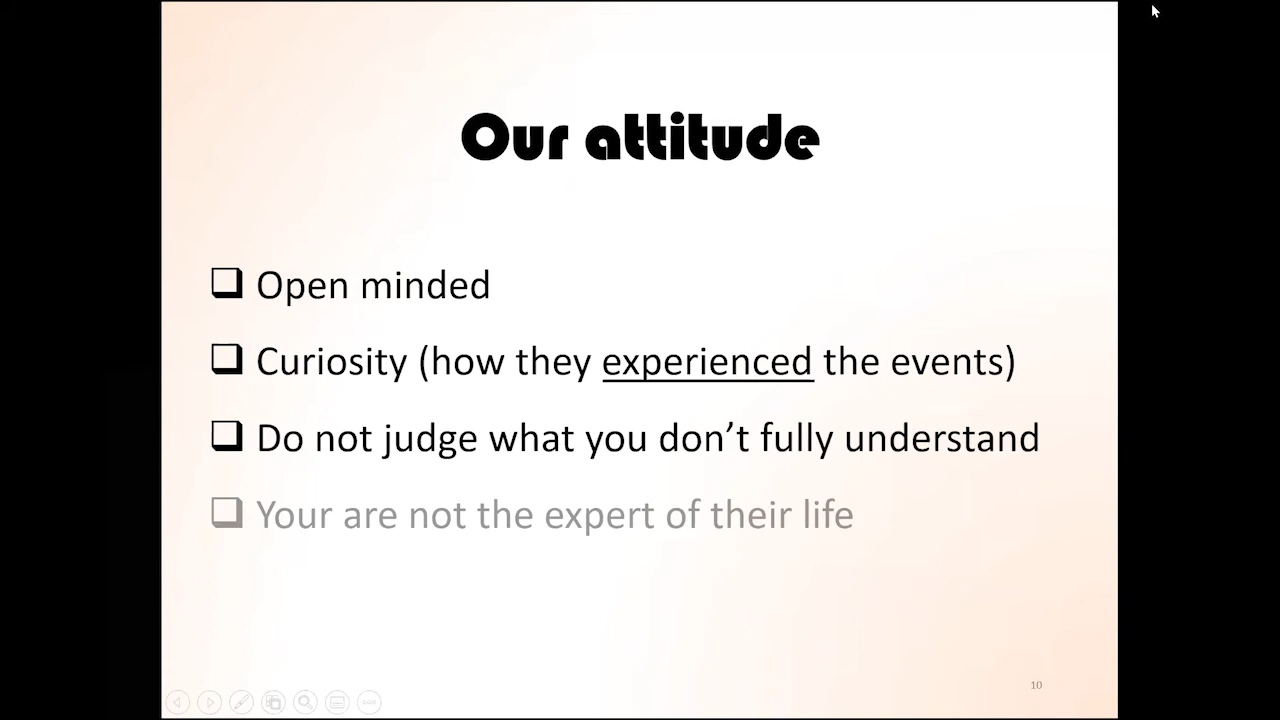 Our attitude
Open minded
Curiosity (how they experienced the events)
Do not judge what you don’t fully understand
Your are not the expert of their life
10